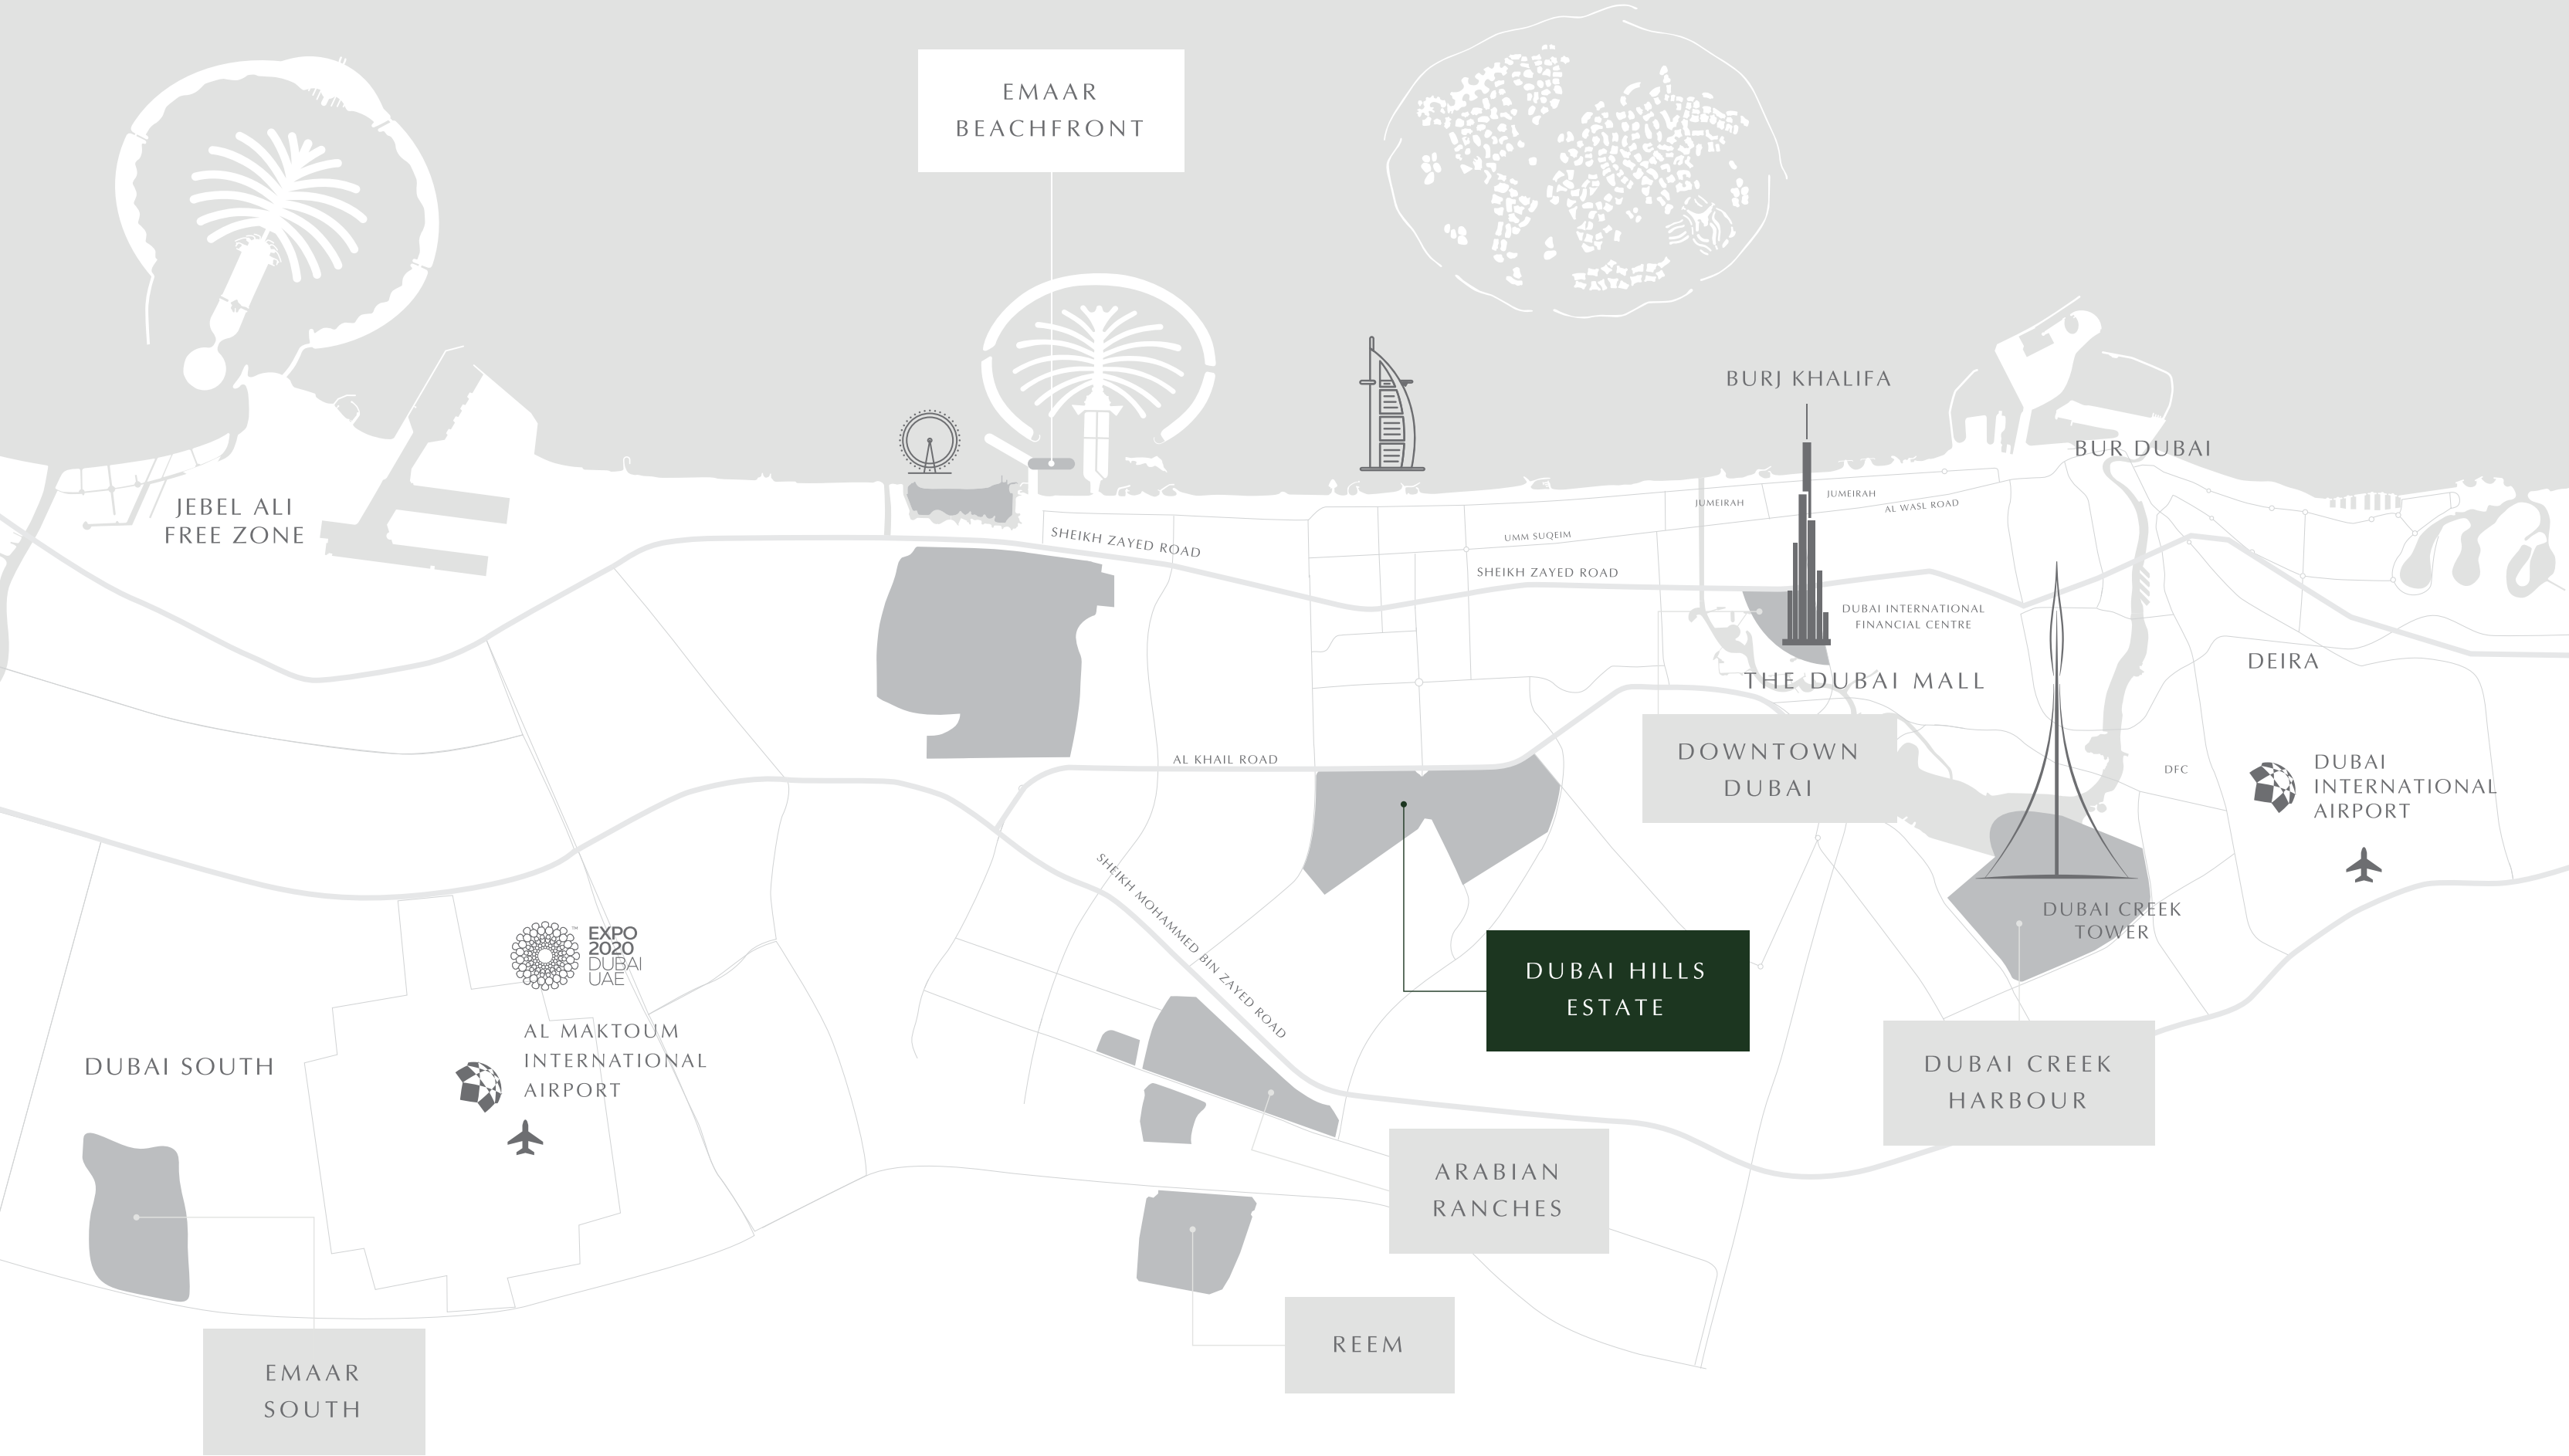 EMAAR
BEACHFRONT
BURJ KHALIFA
BUR DUBAI
JEBEL ALI
FREE ZONE
JUMEIRAH
JUMEIRAH
AL WASL ROAD
UMM SUQEIM
SHEIKH ZAYED ROAD
SHEIKH ZAYED ROAD
DUBAI INTERNATIONAL
FINANCIAL CENTRE
DEIRA
THE DUBAI MALL
DOWNTOWN
DUBAI
AL KHAIL ROAD
DFC
DUBAI
INTERNATIONAL
AIRPORT
SHEIKH MOHAMMED BIN ZAYED ROAD
DUBAI CREEK
TOWER
EXPO
2020
DUBAI
UAE
™
DUBAI HILLS
ESTATE
AL MAKTOUM
INTERNATIONAL
AIRPORT
DUBAI SOUTH
DUBAI CREEK
HARBOUR
ARABIAN
RANCHES
REEM
EMAAR
SOUTH